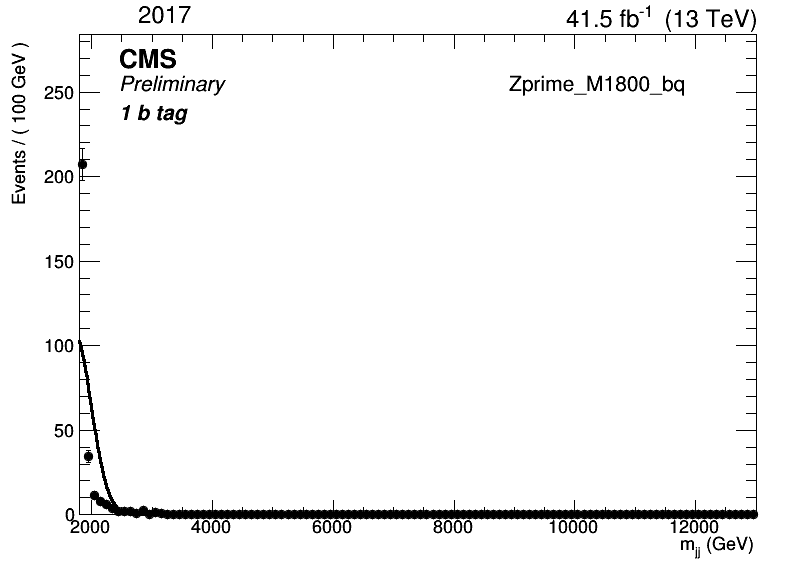 2017 41.5 fb⁻¹ (13 TeV)
CMS
Preliminary
Zprime_M1800_bq
1 b tag
Events / ( 100 GeV )
250
200
150
100
50
0
2000 4000 6000 8000 10000 12000
m_jj (GeV)